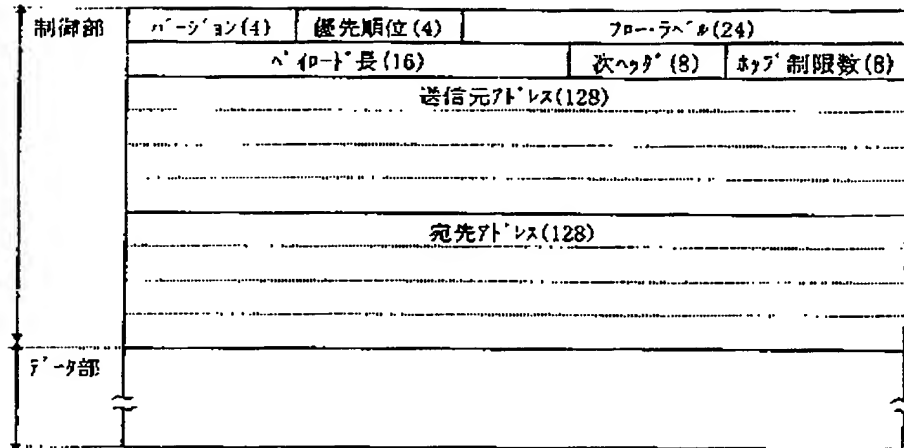 制御部 バージョン(4) 優先順位(4) フロー・ラベル(24)
ペイロード長(16) 次ヘッダ(8) ホップ制限数(8)
送信元アドレス(128)
宛先アドレス(128)
データ部